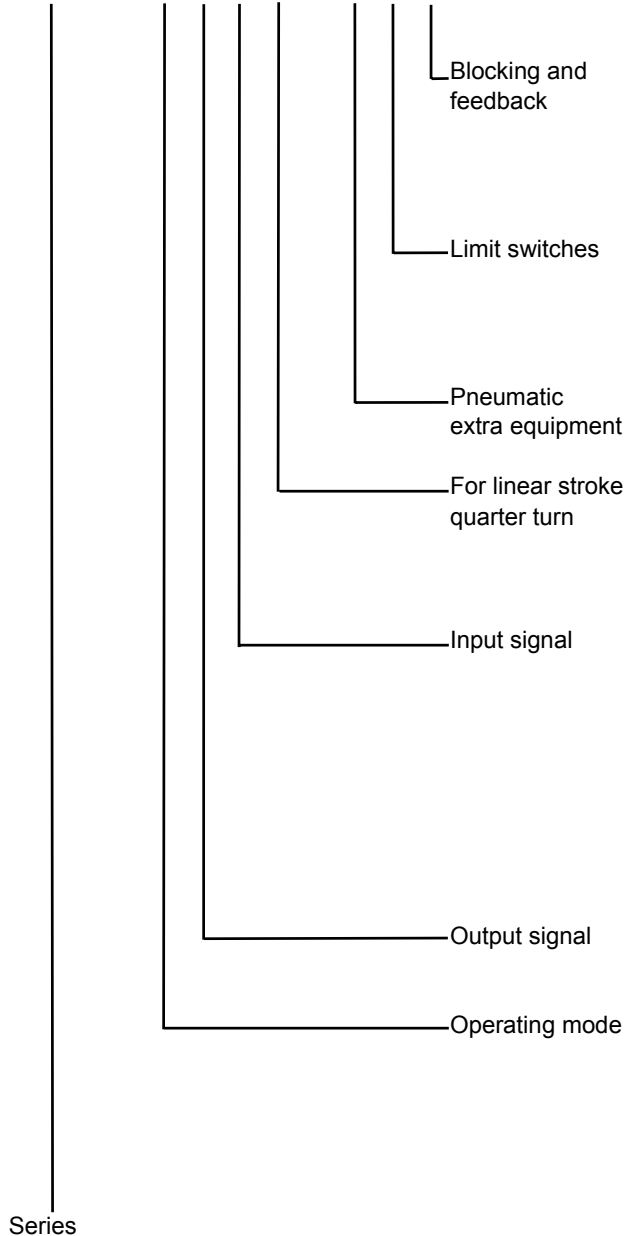 Blocking and
feedback
Limit switches
Pneumatic
extra equipment
For linear stroke
quarter turn
Input signal
Output signal
Operating mode
Series